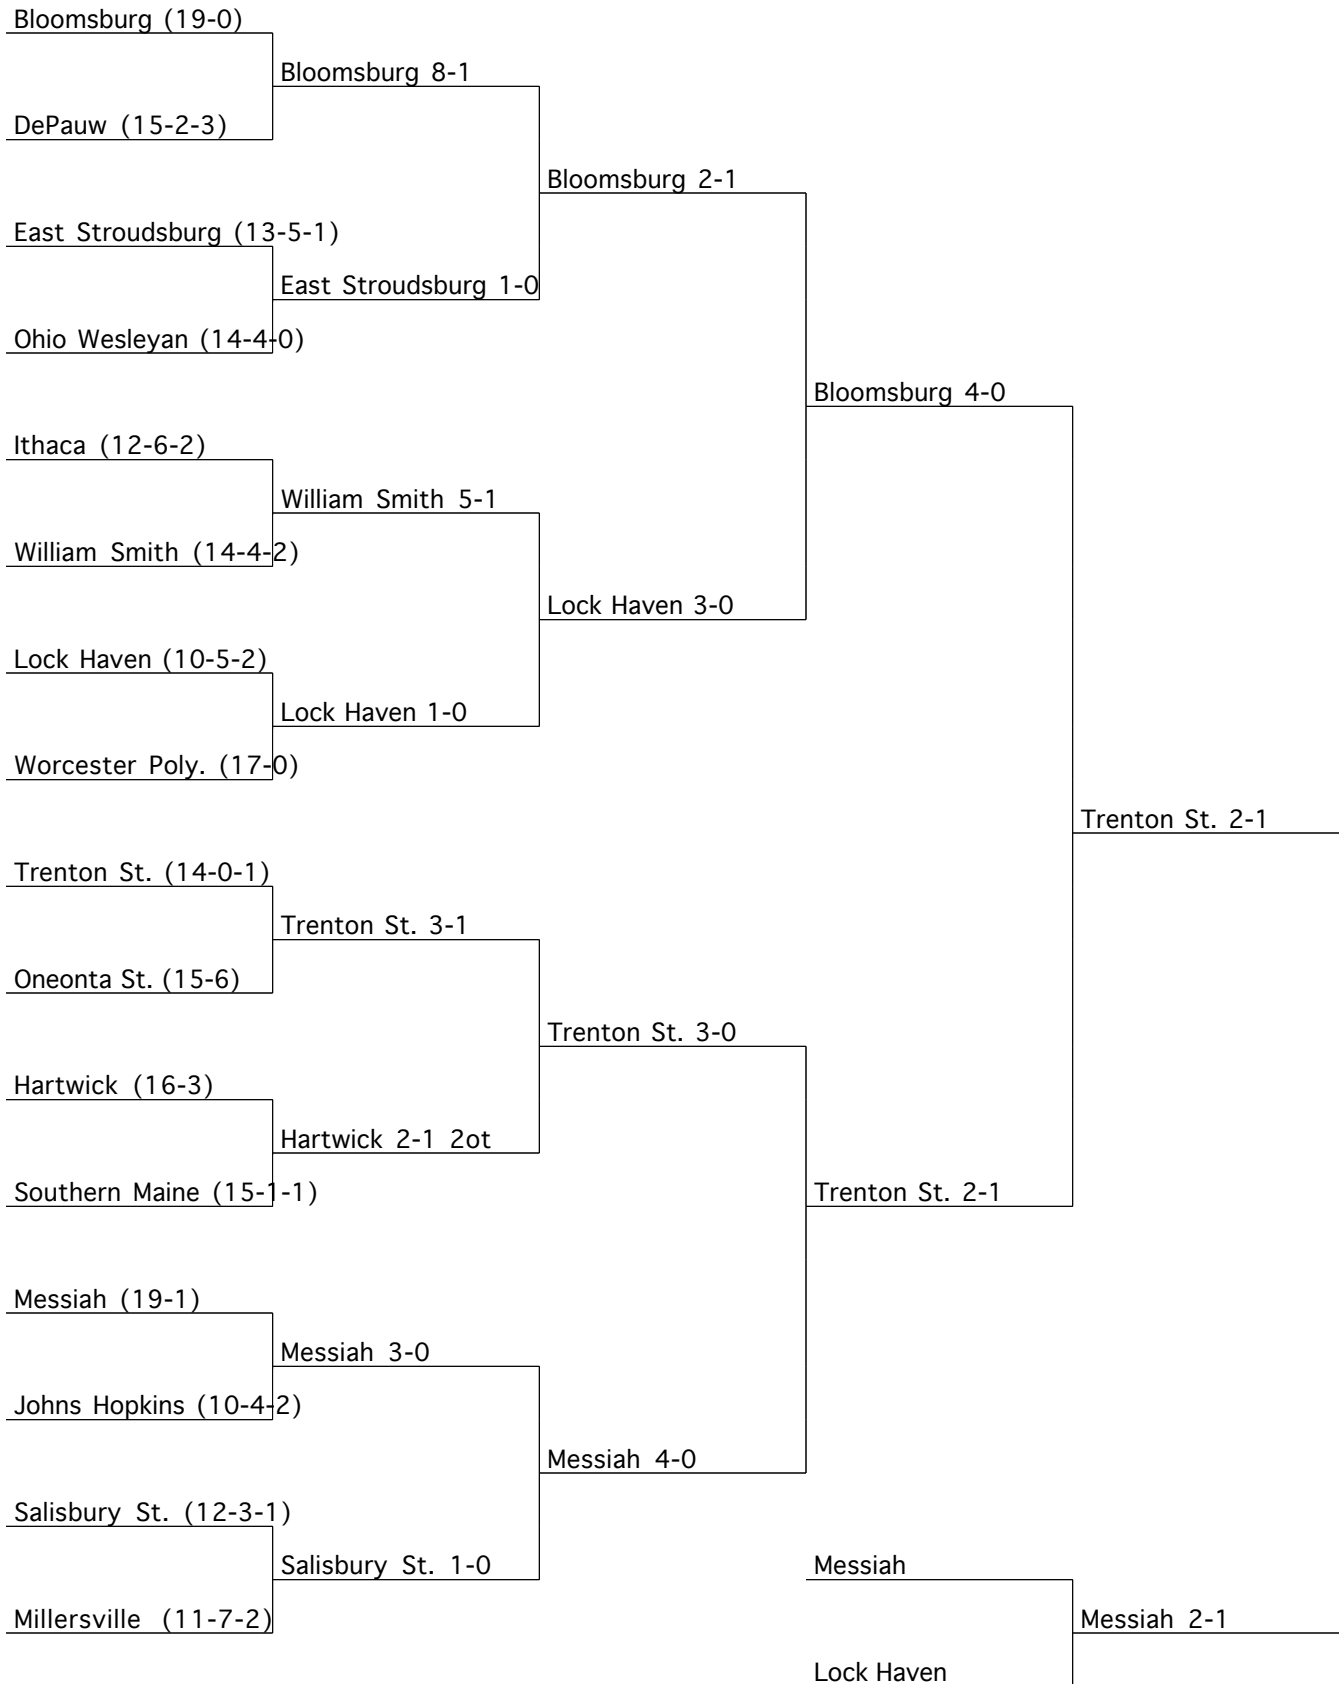 Bloomsburg (19-0)
Bloomsburg 8-1
DePauw (15-2-3)
Bloomsburg 2-1
East Stroudsburg (13-5-1)
East Stroudsburg 1-0
Ohio Wesleyan (14-4-0)
Bloomsburg 4-0
Ithaca (12-6-2)
William Smith 5-1
William Smith (14-4-2)
Lock Haven 3-0
Lock Haven (10-5-2)
Lock Haven 1-0
Worcester Poly. (17-0)
Trenton St. 2-1
Trenton St. (14-0-1)
Trenton St. 3-1
Oneonta St. (15-6)
Trenton St. 3-0
Hartwick (16-3)
Hartwick 2-1 2ot
Southern Maine (15-1-1)
Trenton St. 2-1
Messiah (19-1)
Messiah 3-0
Johns Hopkins (10-4-2)
Messiah 4-0
Salisbury St. (12-3-1)
Salisbury St. 1-0
Messiah
Millersville (11-7-2)
Messiah 2-1
Lock Haven